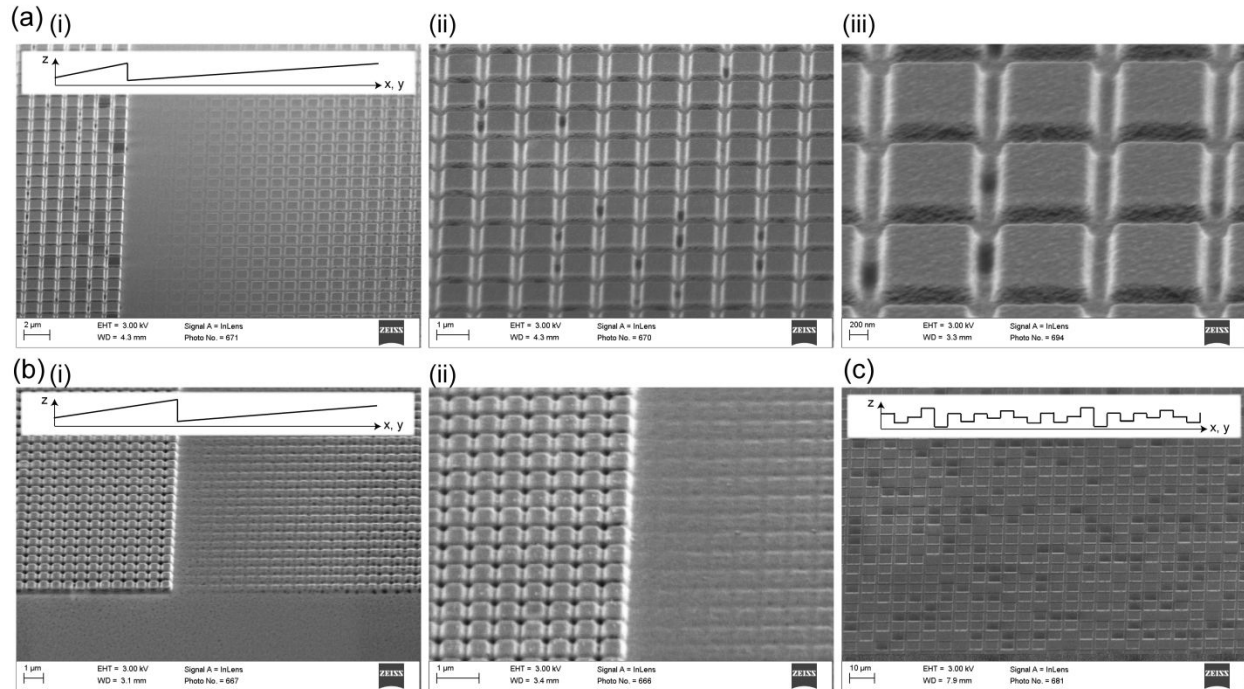 (a) (i)
z
x, y
2 µm
EHT = 3.00 kV
WD = 4.3 mm
Signal A = InLens
Photo No. = 671
ZEISS
(ii)
1 µm
EHT = 3.00 kV
WD = 4.3 mm
Signal A = InLens
Photo No. = 670
ZEISS
(iii)
200 nm
EHT = 3.00 kV
WD = 3.3 mm
Signal A = InLens
Photo No. = 694
ZEISS
(b) (i)
z
x, y
1 µm
EHT = 3.00 kV
WD = 3.1 mm
Signal A = InLens
Photo No. = 667
ZEISS
(ii)
1 µm
EHT = 3.00 kV
WD = 3.4 mm
Signal A = InLens
Photo No. = 666
ZEISS
(c)
z
x, y
10 µm
EHT = 3.00 kV
WD = 7.9 mm
Signal A = InLens
Photo No. = 681
ZEISS